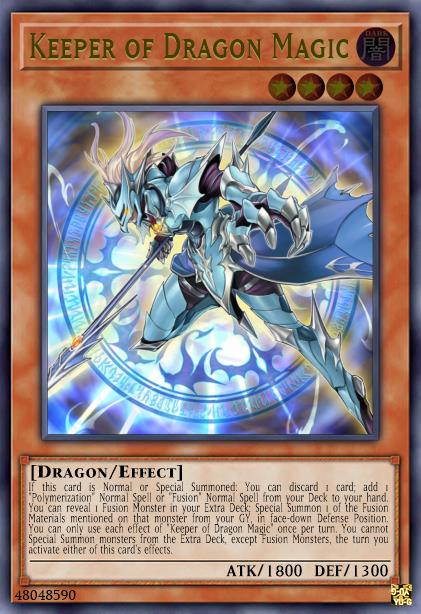 KEEPER OF DRAGON MAGIC
DARK
闇
[DRAGON/EFFECT]
If this card is Normal or Special Summoned: You can discard 1 card; add 1
"Polymerization" Normal Spell or "Fusion" Normal Spell from your Deck to your hand.
You can reveal 1 Fusion Monster in your Extra Deck; Special Summon 1 of the Fusion
Materials mentioned on that monster from your GY, in face-down Defense Position.
You can only use each effect of "Keeper of Dragon Magic" once per turn. You cannot
Special Summon monsters from the Extra Deck, except Fusion Monsters, the turn you
activate either of this card's effects.
ATK/1800 DEF/1300
48048590